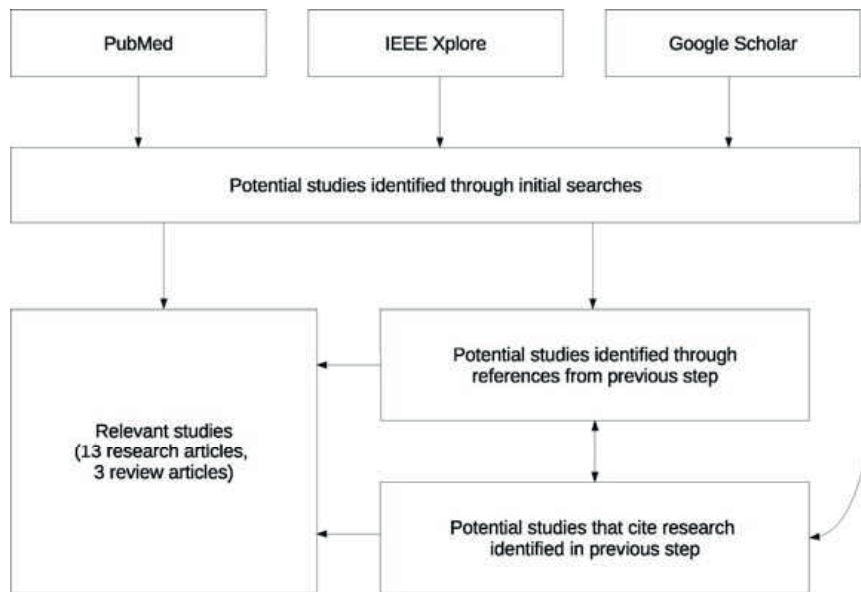 PubMed
IEEE Xplore
Google Scholar
Potential studies identified through initial searches
Potential studies identified through
references from previous step
Relevant studies
(13 research articles,
3 review articles)
Potential studies that cite research
identified in previous step